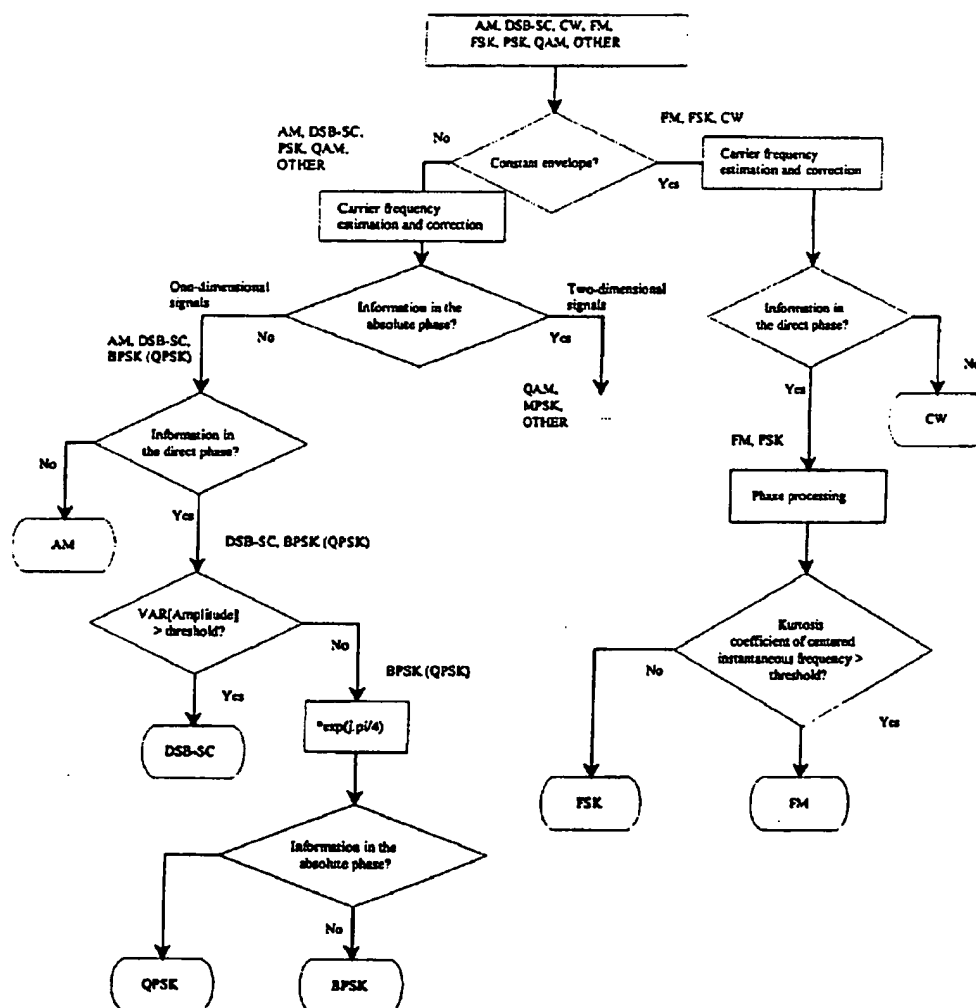 AM, DSB-SC, CW, FM,
FSK, PSK, QAM, OTHER
AM, DSB-SC,
PSK, QAM,
OTHER
No
Constant envelope?
FM, FSK, CW
Yes
Carrier frequency
estimation and correction
Carrier frequency
estimation and correction
One-dimensional
signals
No
Information in the
absolute phase?
Two-dimensional
signals
Yes
Information in
the direct phase?
No
Yes
CW
AM, DSB-SC,
BPSK (QPSK)
QAM,
MPSK,
OTHER
...
Information in
the direct phase?
No
Yes
AM
FM, FSK
Phase processing
DSB-SC, BPSK (QPSK)
VAR[Amplitude]
> threshold?
No
Yes
BPSK (QPSK)
DSB-SC
*exp(j.pi/4)
Kurtosis
coefficient of centered
instantaneous frequency >
threshold?
No
Yes
FSK
FM
Information in the
absolute phase?
No
QPSK
BPSK